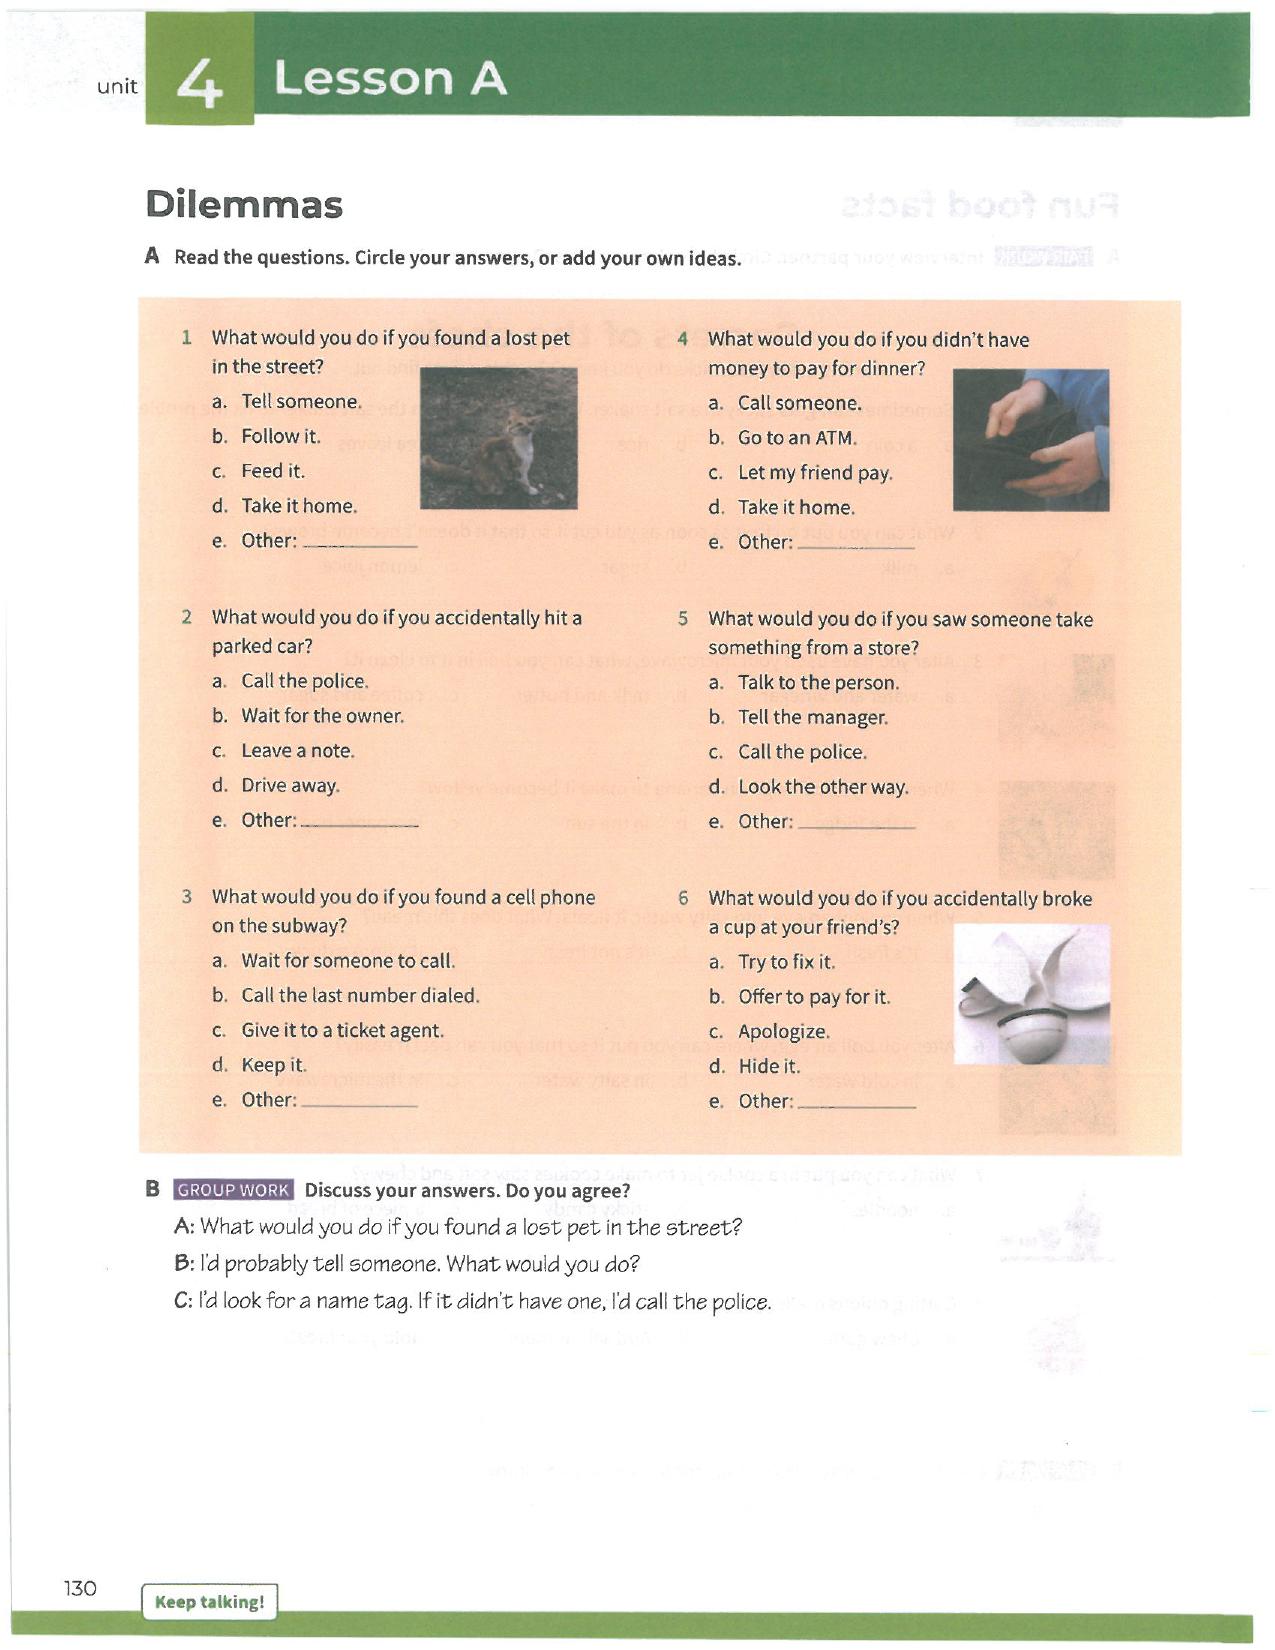 unit 4 Lesson A
Dilemmas
A Read the questions. Circle your answers, or add your own ideas.
1 What would you do if you found a lost pet
in the street?
a. Tell someone.
b. Follow it.
c. Feed it.
d. Take it home.
e. Other: ____________
2 What would you do if you accidentally hit a
parked car?
a. Call the police.
b. Wait for the owner.
c. Leave a note.
d. Drive away.
e. Other: ____________
3 What would you do if you found a cell phone
on the subway?
a. Wait for someone to call.
b. Call the last number dialed.
c. Give it to a ticket agent.
d. Keep it.
e. Other: ____________
4 What would you do if you didn't have
money to pay for dinner?
a. Call someone.
b. Go to an ATM.
c. Let my friend pay.
d. Take it home.
e. Other: ____________
5 What would you do if you saw someone take
something from a store?
a. Talk to the person.
b. Tell the manager.
c. Call the police.
d. Look the other way.
e. Other: ____________
6 What would you do if you accidentally broke
a cup at your friend's?
a. Try to fix it.
b. Offer to pay for it.
c. Apologize.
d. Hide it.
e. Other: ____________
B GROUP WORK Discuss your answers. Do you agree?
A: What would you do if you found a lost pet in the street?
B: I'd probably tell someone. What would you do?
C: I'd look for a name tag. If it didn't have one, I'd call the police.
130
Keep talking!